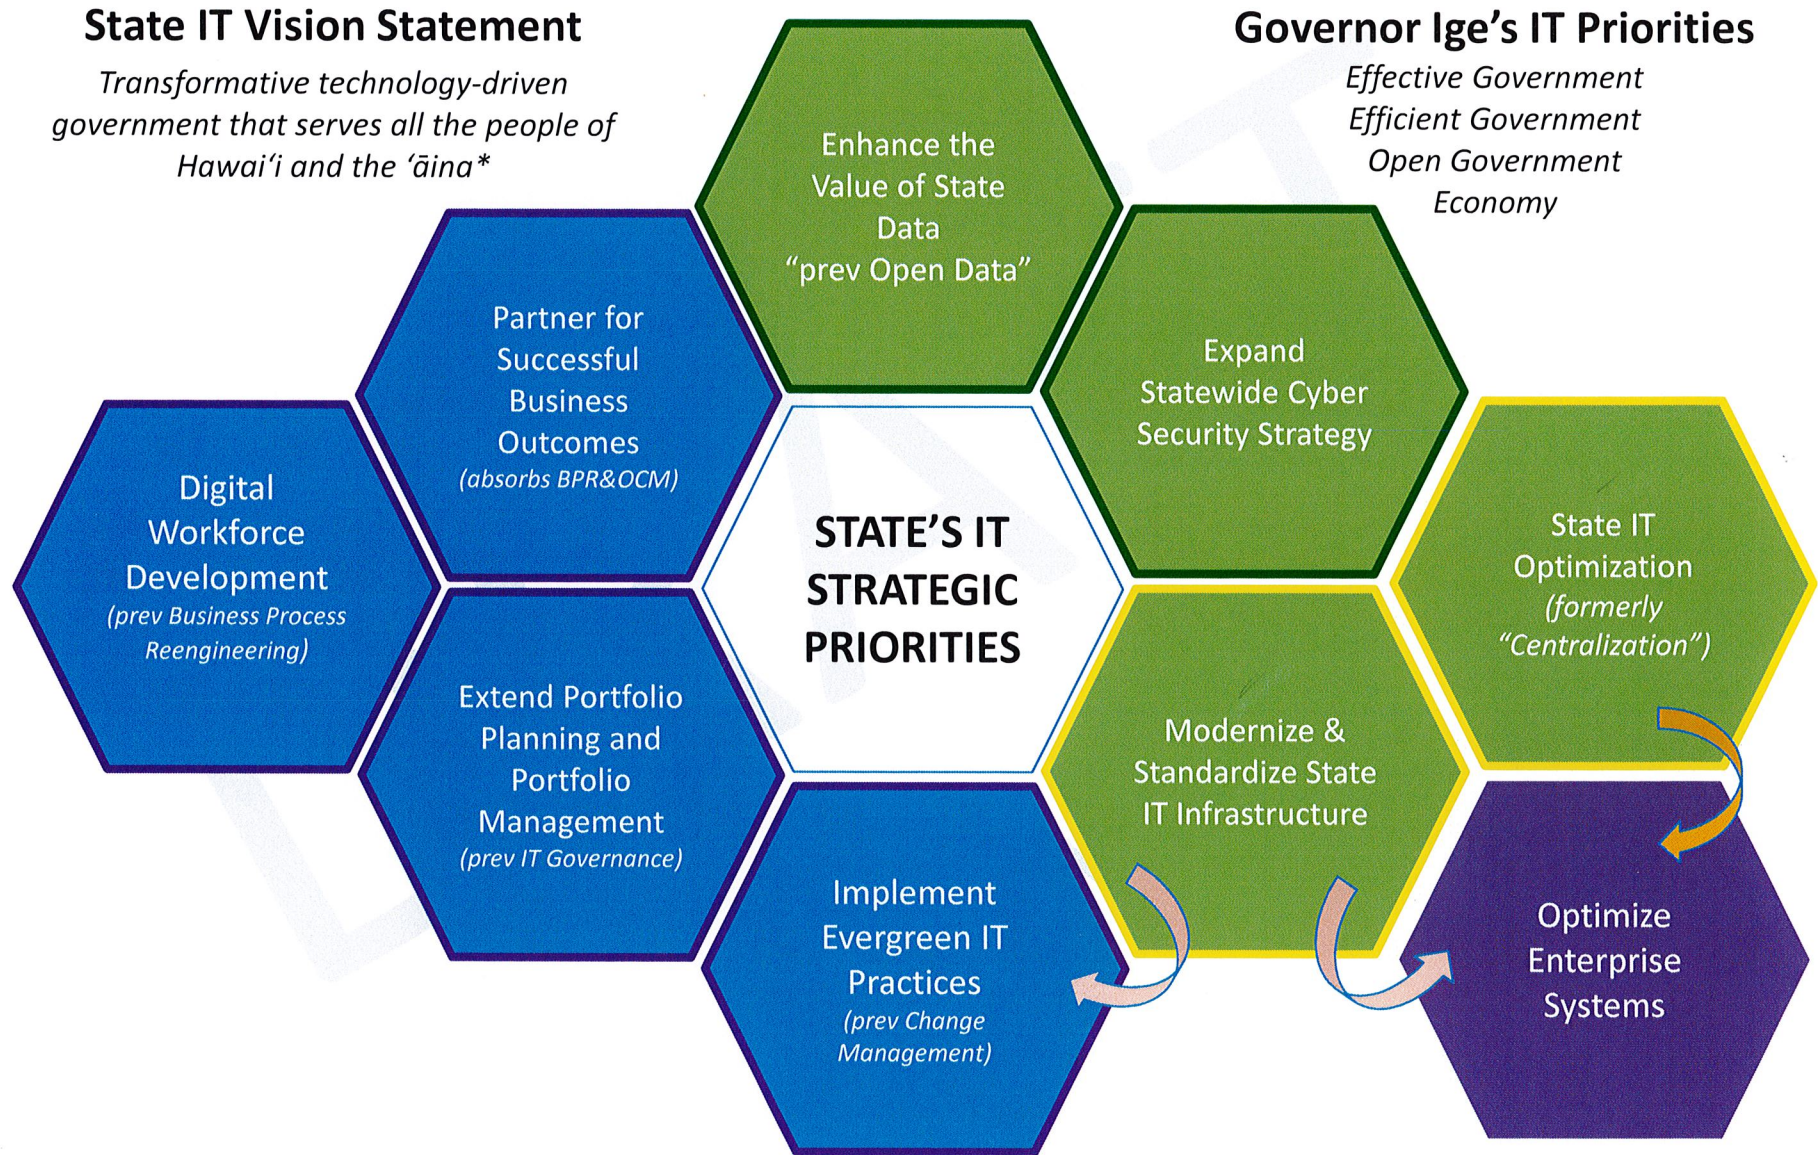 State IT Vision Statement
Transformative technology-driven
government that serves all the people of
Hawai‘i and the ‘āina*
Governor Ige’s IT Priorities
Effective Government
Efficient Government
Open Government
Economy
Enhance the
Value of State
Data
“prev Open Data”
Partner for
Successful
Business
Outcomes
(absorbs BPR&OCM)
Expand
Statewide Cyber
Security Strategy
Digital
Workforce
Development
(prev Business Process
Reengineering)
STATE’S IT
STRATEGIC
PRIORITIES
State IT
Optimization
(formerly
“Centralization”)
Extend Portfolio
Planning and
Portfolio
Management
(prev IT Governance)
Modernize &
Standardize State
IT Infrastructure
Implement
Evergreen IT
Practices
(prev Change
Management)
Optimize
Enterprise
Systems
DRAFT